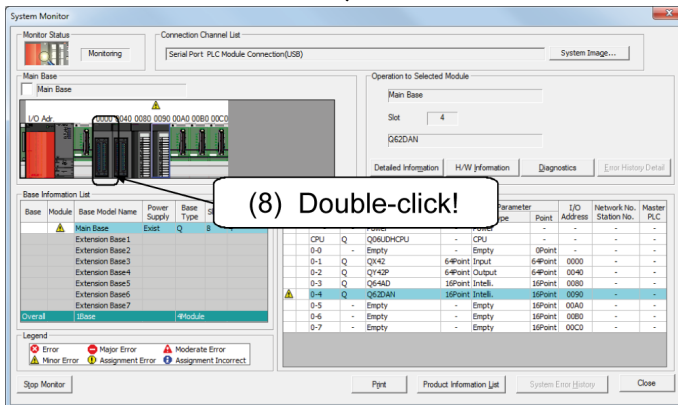 System Monitor
Monitor Status
Monitoring
Connection Channel List
Serial Port PLC Module Connection(USB)
System Image...
Main Base
Main Base
I/O Adr. 0000 0040 0080 0090 00A0 00B0 00C0
Operation to Selected Module
Main Base
Slot 4
Q62DAN
Detailed Information H/W Information Diagnostics Error History Detail
(8) Double-click!
Base Information List
Base Module Base Model Name Power Supply Base Type
Main Base Exist Q 8
Extension Base1
Extension Base2
Extension Base3
Extension Base4
Extension Base5
Extension Base6
Extension Base7
Overall 1Base 4Module
Parameter I/O Address Network No. Station No. Master PLC
Point
CPU Q Q06UDHCPU - CPU - - - -
0-0 - Empty - Empty 0Point - - -
0-1 Q QX42 64Point Input 64Point 0000 - -
0-2 Q QY42P 64Point Output 64Point 0040 - -
0-3 Q Q64AD 16Point Intelli. 16Point 0080 - -
0-4 Q Q62DAN 16Point Intelli. 16Point 0090 - -
0-5 - Empty - Empty 16Point 00A0 - -
0-6 - Empty - Empty 16Point 00B0 - -
0-7 - Empty - Empty 16Point 00C0 - -
Legend
Error Major Error Moderate Error
Minor Error Assignment Error Assignment Incorrect
Stop Monitor
Print
Product Information List
System Error History
Close